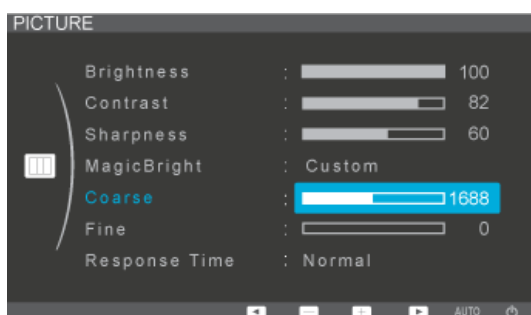 PICTURE
Brightness : 100
Contrast : 82
Sharpness : 60
MagicBright : Custom
Coarse : 1688
Fine : 0
Response Time : Normal
AUTO